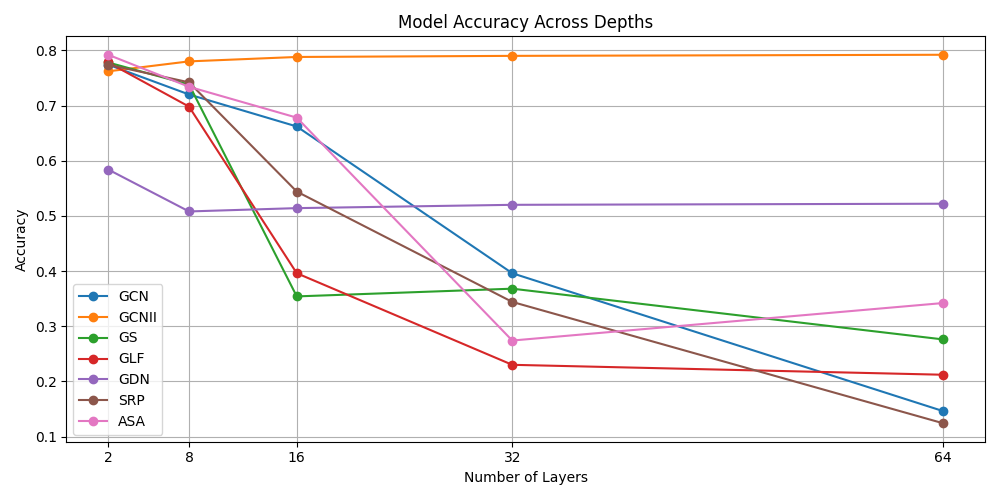 Model Accuracy Across Depths
Accuracy
0.8
0.7
0.6
0.5
0.4
0.3
0.2
0.1
GCN
GCNII
GS
GLF
GDN
SRP
ASA
2 8 16 32 64
Number of Layers